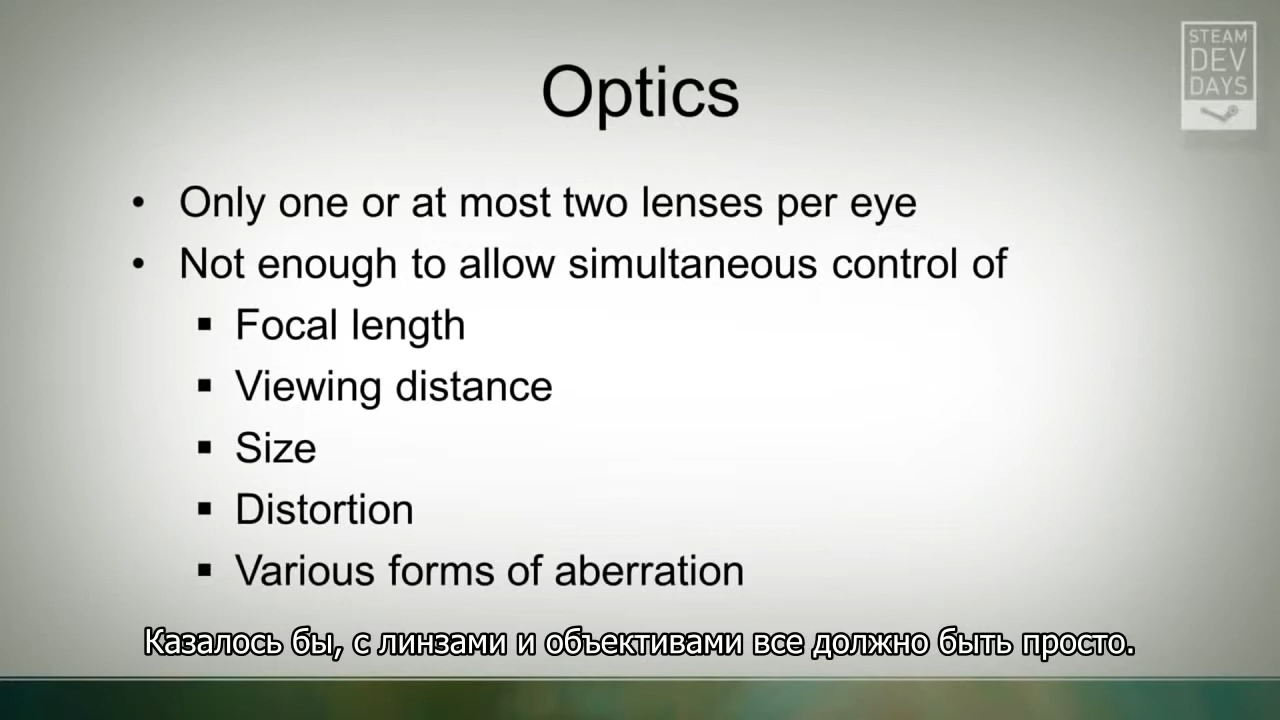 STEAM
DEV
DAYS
Optics
• Only one or at most two lenses per eye
• Not enough to allow simultaneous control of
▪ Focal length
▪ Viewing distance
▪ Size
▪ Distortion
▪ Various forms of aberration
Казалось бы, с линзами и объективами все должно быть просто.